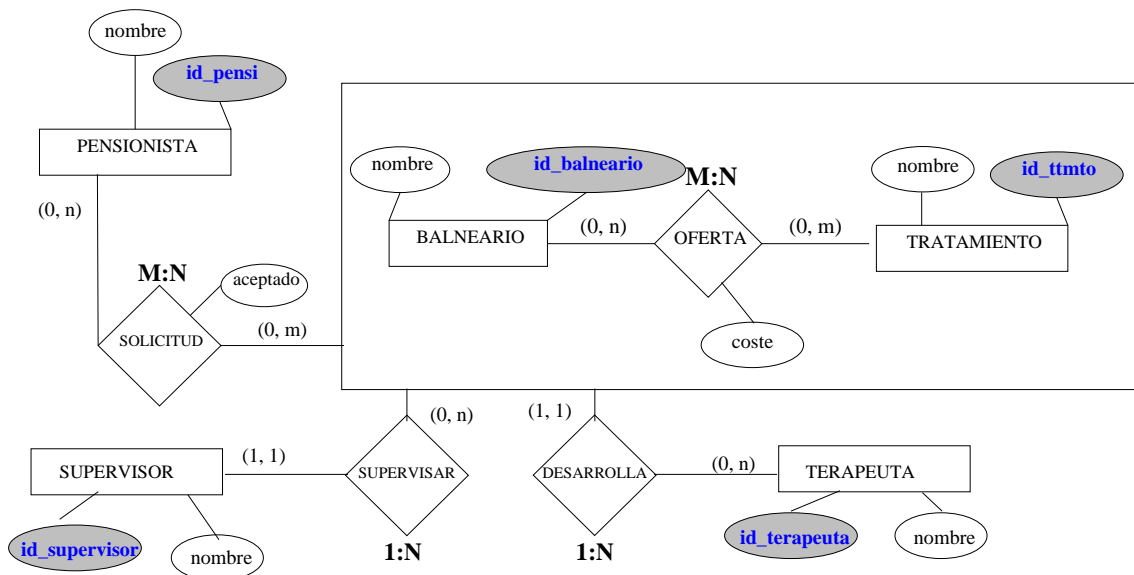 nombre
id_pensi
PENSIONISTA
(0, n)
M:N
aceptado
SOLICITUD
(0, m)
nombre
id_balneario
BALNEARIO
(0, n)
M:N
OFERTA
(0, m)
coste
nombre
id_ttmto
TRATAMIENTO
(0, n)
(1, 1)
SUPERVISOR
(1, 1)
SUPERVISAR
DESARROLLA
(0, n)
TERAPEUTA
id_supervisor
nombre
1:N
1:N
id_terapeuta
nombre